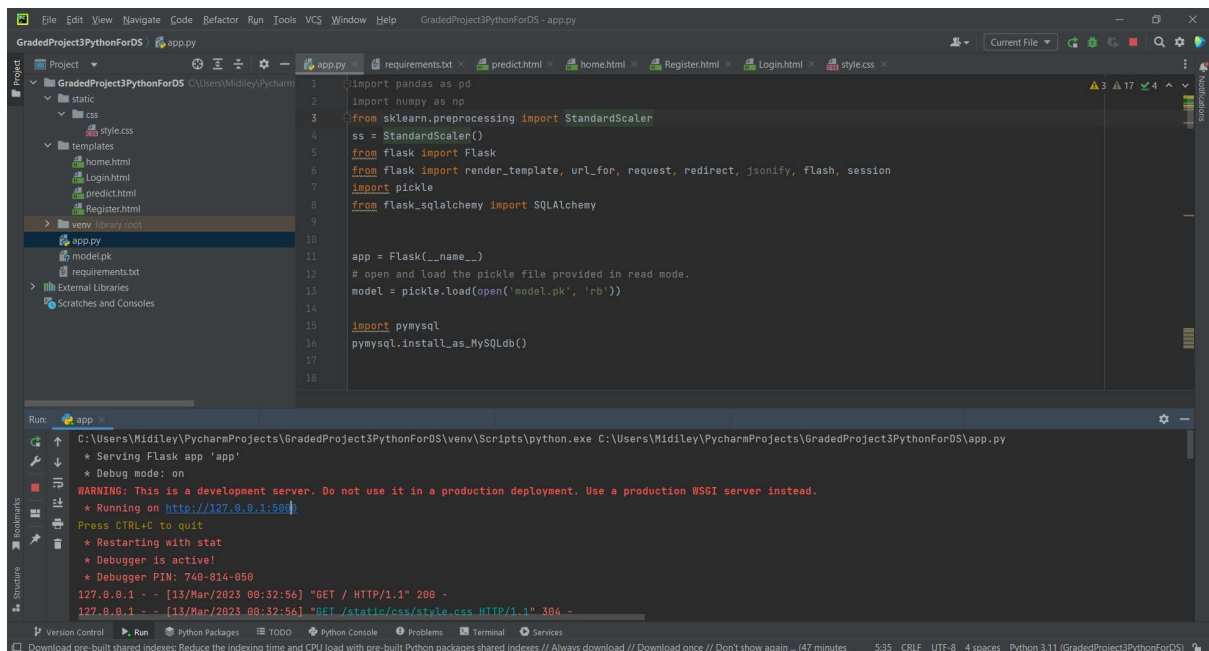 File Edit View Navigate Code Refactor Run Tools VCS Window Help GradedProject3PythonForDS - app.py
GradedProject3PythonForDS app.py Current File
Project
app.py requirements.txt predict.html home.html Register.html Login.html style.css
Project
GradedProject3PythonForDS C:\Users\Midiley\Pycharm
static
css
style.css
templates
home.html
Login.html
predict.html
Register.html
venv library root
app.py
model.pk
requirements.txt
External Libraries
Scratches and Consoles
3 17 4
Notifications
1 import pandas as pd
2 import numpy as np
3 from sklearn.preprocessing import StandardScaler
4 ss = StandardScaler()
5 from flask import Flask
6 from flask import render_template, url_for, request, redirect, jsonify, flash, session
7 import pickle
8 from flask_sqlalchemy import SQLAlchemy
9
10
11 app = Flask(__name__)
12 # open and load the pickle file provided in read mode.
13 model = pickle.load(open('model.pk', 'rb'))
14
15 import pymysql
16 pymysql.install_as_MySQLdb()
17
18
Run: app
C:\Users\Midiley\PycharmProjects\GradedProject3PythonForDS\venv\Scripts\python.exe C:\Users\Midiley\PycharmProjects\GradedProject3PythonForDS\app.py
* Serving Flask app 'app'
* Debug mode: on
WARNING: This is a development server. Do not use it in a production deployment. Use a production WSGI server instead.
* Running on http://127.0.0.1:5000
Press CTRL+C to quit
* Restarting with stat
* Debugger is active!
* Debugger PIN: 740-814-050
127.0.0.1 - - [13/Mar/2023 00:32:56] "GET / HTTP/1.1" 200 -
127.0.0.1 - - [13/Mar/2023 00:32:56] "GET /static/css/style.css HTTP/1.1" 304 -
Bookmarks
Structure
Version Control Run Python Packages TODO Python Console Problems Terminal Services
Download pre-built shared indexes: Reduce the indexing time and CPU load with pre-built Python packages shared indexes // Always download // Download once // Don't show again ... (47 minutes 5:35 CRLF UTF-8 4 spaces Python 3.11 (GradedProject3PythonForDS)